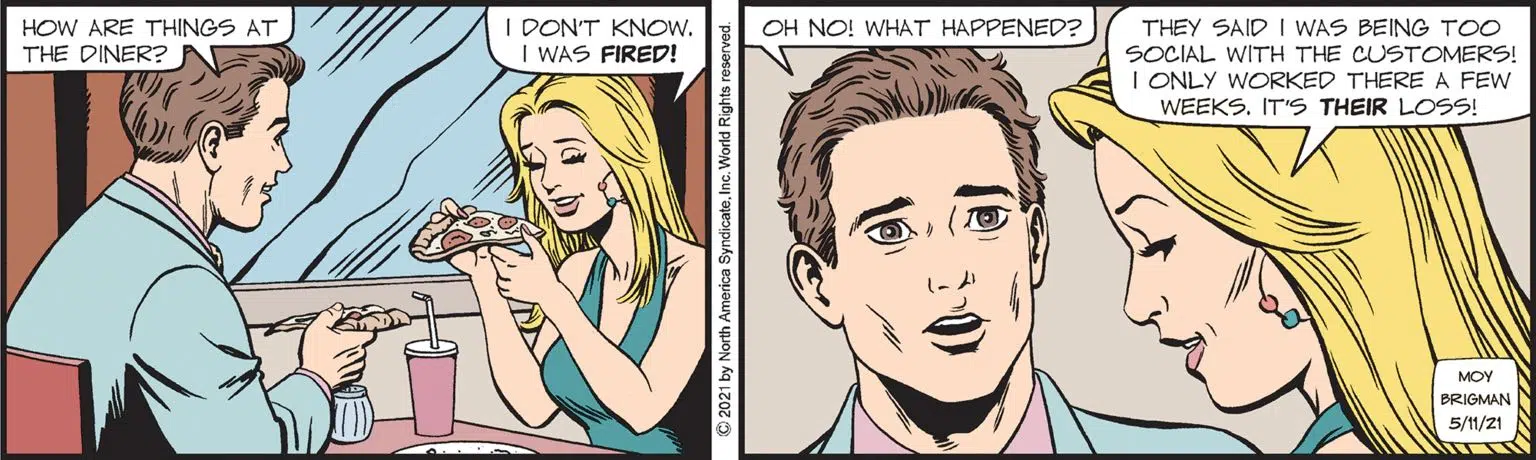 HOW ARE THINGS AT
THE DINER?
I DON'T KNOW.
I WAS FIRED!
© 2021 by North America Syndicate, Inc. World Rights reserved.
OH NO! WHAT HAPPENED?
THEY SAID I WAS BEING TOO
SOCIAL WITH THE CUSTOMERS!
I ONLY WORKED THERE A FEW
WEEKS. IT'S THEIR LOSS!
MOY
BRIGMAN
5/11/21